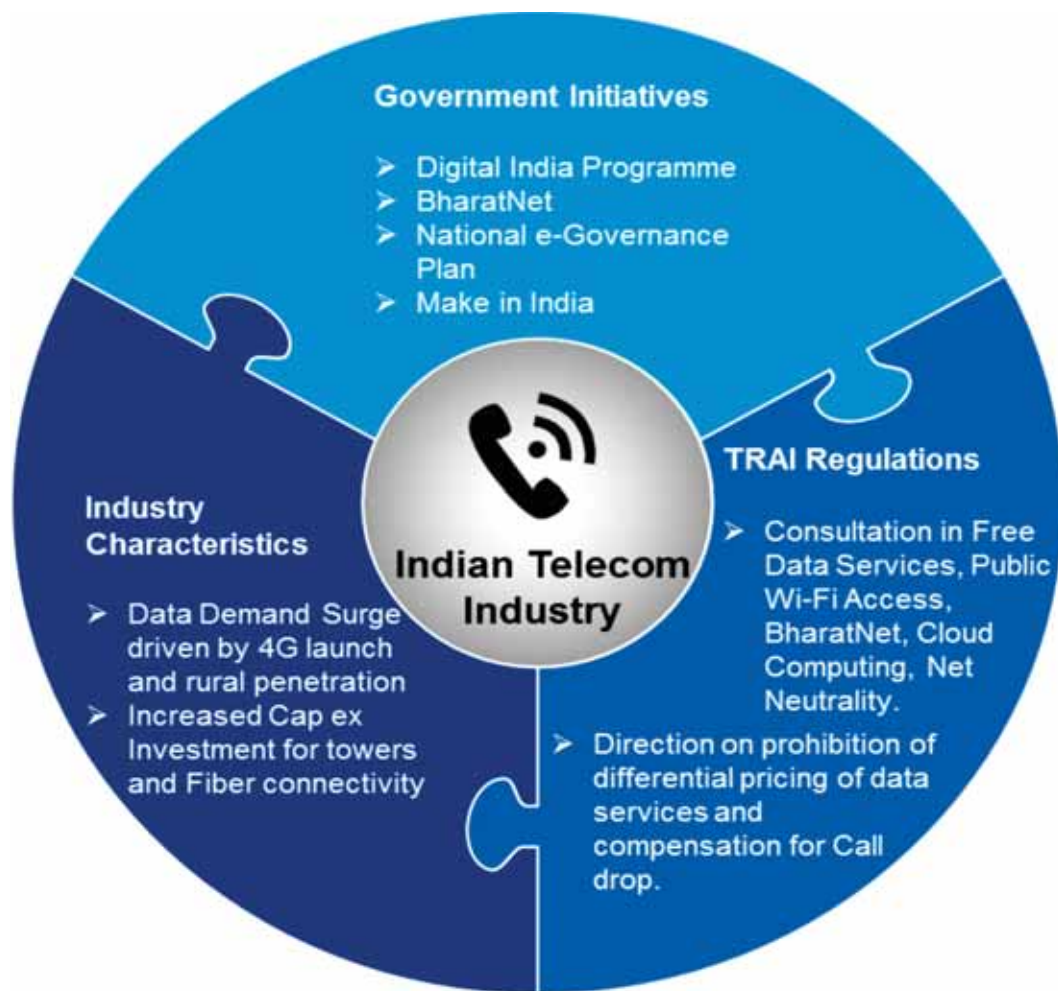 Government Initiatives
➢ Digital India Programme
➢ BharatNet
➢ National e-Governance
Plan
➢ Make in India
Indian Telecom
Industry
TRAI Regulations
➢ Consultation in Free
Data Services, Public
Wi-Fi Access,
BharatNet, Cloud
Computing, Net
Neutrality.
➢ Direction on prohibition of
differential pricing of data
services and
compensation for Call
drop.
Industry
Characteristics
➢ Data Demand Surge
driven by 4G launch
and rural penetration
➢ Increased Cap ex
Investment for towers
and Fiber connectivity